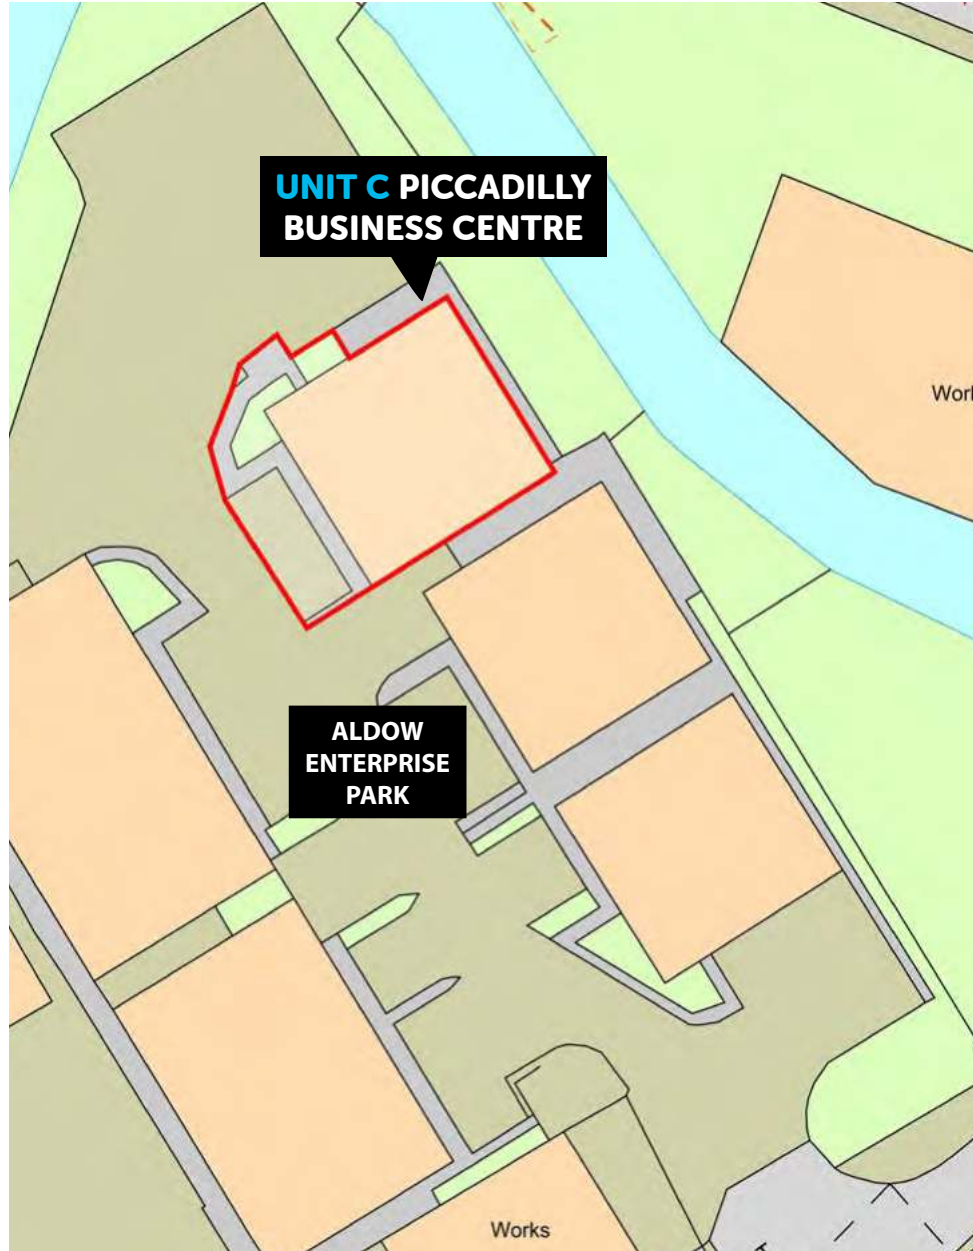 UNIT C PICCADILLY
BUSINESS CENTRE
ALDOW
ENTERPRISE
PARK
Works